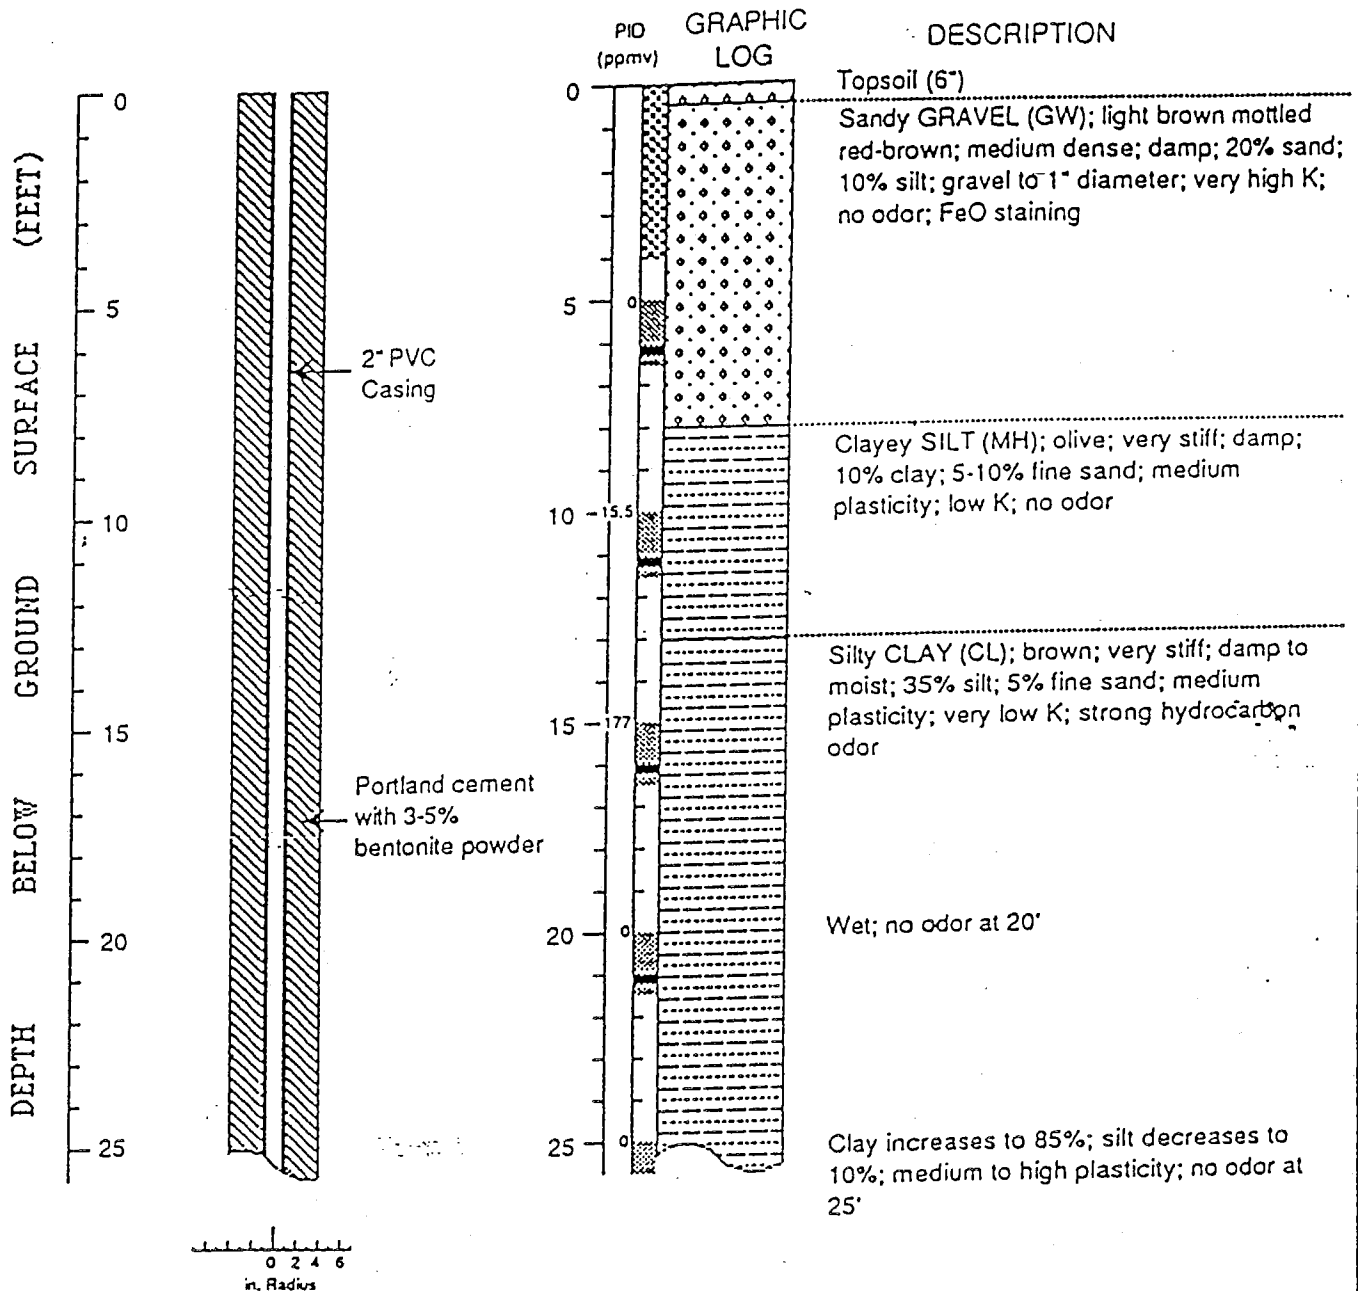 PID
(ppmv)
GRAPHIC
LOG
DESCRIPTION
DEPTH BELOW GROUND SURFACE (FEET)
0
5
10
15
20
25
2" PVC
Casing
Portland cement
with 3-5%
bentonite powder
0 2 4 6
in. Radius
0
5
10
15
20
25
0
15.5
177
0
0
Topsoil (6")
Sandy GRAVEL (GW); light brown mottled
red-brown; medium dense; damp; 20% sand;
10% silt; gravel to 1" diameter; very high K;
no odor; FeO staining
Clayey SILT (MH); olive; very stiff; damp;
10% clay; 5-10% fine sand; medium
plasticity; low K; no odor
Silty CLAY (CL); brown; very stiff; damp to
moist; 35% silt; 5% fine sand; medium
plasticity; very low K; strong hydrocarbon
odor
Wet; no odor at 20'
Clay increases to 85%; silt decreases to
10%; medium to high plasticity; no odor at
25'